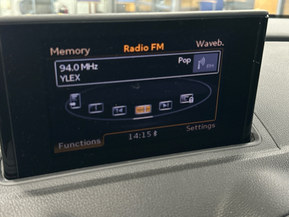 Memory Radio FM Waveb.
94.0 MHz Pop
YLEX
Functions 14:15 Settings